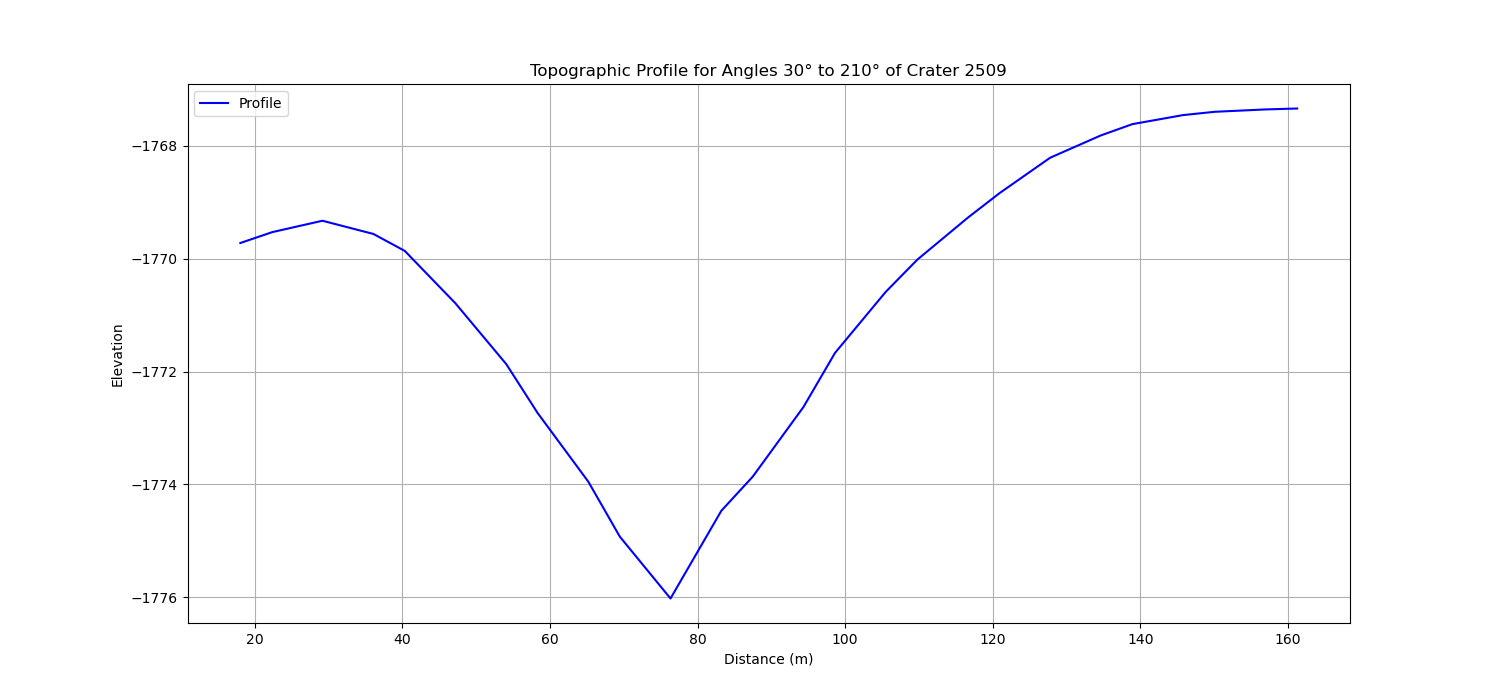 Topographic Profile for Angles 30° to 210° of Crater 2509
Profile
−1768
−1770
−1772
−1774
−1776
Elevation
20 40 60 80 100 120 140 160
Distance (m)